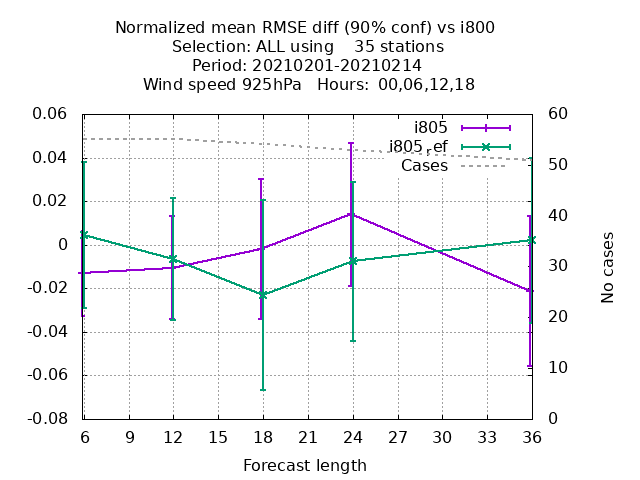 Normalized mean RMSE diff (90% conf) vs i800
Selection: ALL using    35 stations
Period: 20210201-20210214
Wind speed 925hPa   Hours:  00,06,12,18
i805
i805_ef
Cases
0.06
0.04
0.02
0
-0.02
-0.04
-0.06
-0.08
60
50
40
30
20
10
0
No cases
6 9 12 15 18 21 24 27 30 33 36
Forecast length